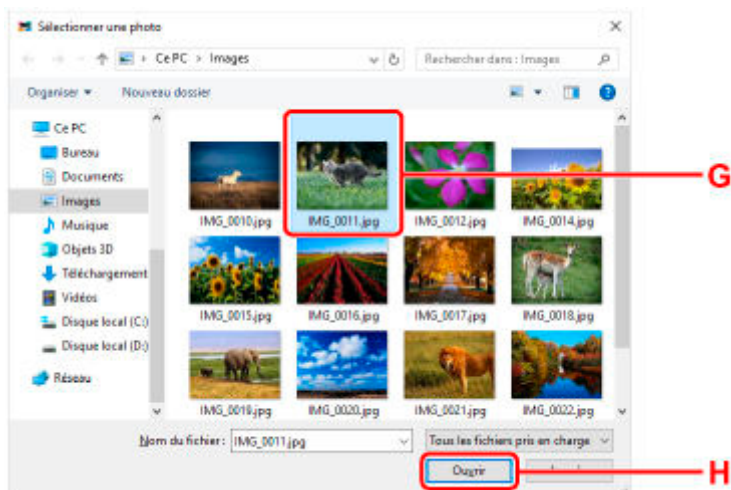 Sélectionner une photo
Ce PC > Images
Rechercher dans : Images
Organiser
Nouveau dossier
Ce PC
Bureau
Documents
Images
Musique
Objets 3D
Téléchargement
Vidéos
Disque local (C:)
Disque local (D:)
Réseau
IMG_0010.jpg IMG_0011.jpg IMG_0012.jpg IMG_0014.jpg
G
IMG_0015.jpg IMG_0016.jpg IMG_0017.jpg IMG_0018.jpg
IMG_0019.jpg IMG_0020.jpg IMG_0021.jpg IMG_0022.jpg
Nom du fichier : IMG_0011.jpg
Tous les fichiers pris en charge
Ouvrir
H